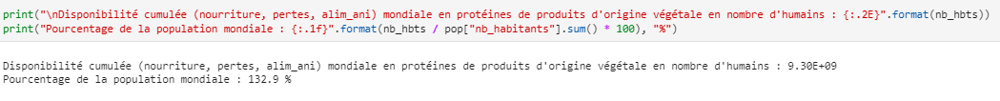 print("\nDisponibilité cumulée (nourriture, pertes, alim_ani) mondiale en protéines de produits d'origine végétale en nombre d'humains : {:.2E}".format(nb_hbts))
print("Pourcentage de la population mondiale : {:.1f}".format(nb_hbts / pop["nb_habitants"].sum() * 100), "%")
Disponibilité cumulée (nourriture, pertes, alim_ani) mondiale en protéines de produits d'origine végétale en nombre d'humains : 9.30E+09
Pourcentage de la population mondiale : 132.9 %